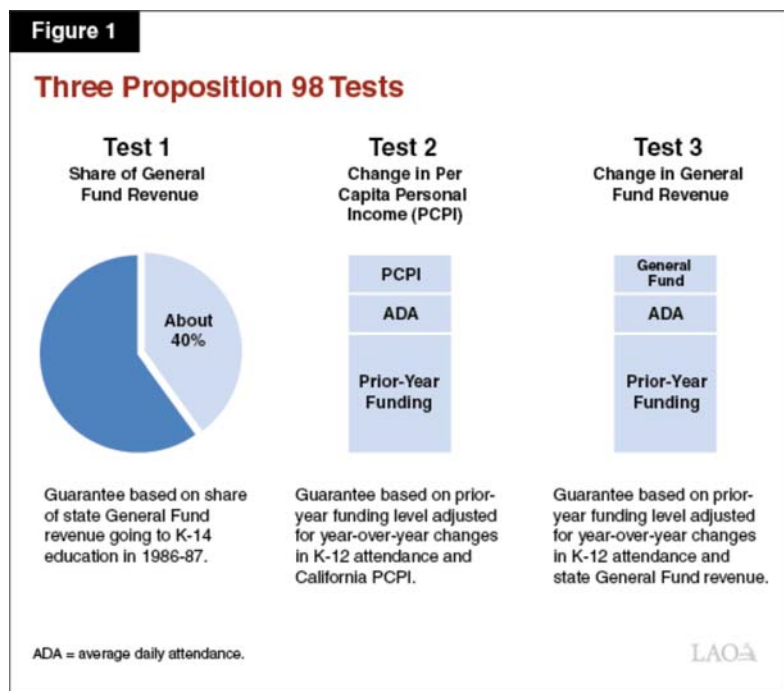 Figure 1
Three Proposition 98 Tests
Test 1
Share of General
Fund Revenue
About
40%
Guarantee based on share
of state General Fund
revenue going to K-14
education in 1986-87.
Test 2
Change in Per
Capita Personal
Income (PCPI)
PCPI
ADA
Prior-Year
Funding
Guarantee based on prior-
year funding level adjusted
for year-over-year changes
in K-12 attendance and
California PCPI.
Test 3
Change in General
Fund Revenue
General
Fund
ADA
Prior-Year
Funding
Guarantee based on prior-
year funding level adjusted
for year-over-year changes
in K-12 attendance and
state General Fund revenue.
ADA = average daily attendance.
LAO